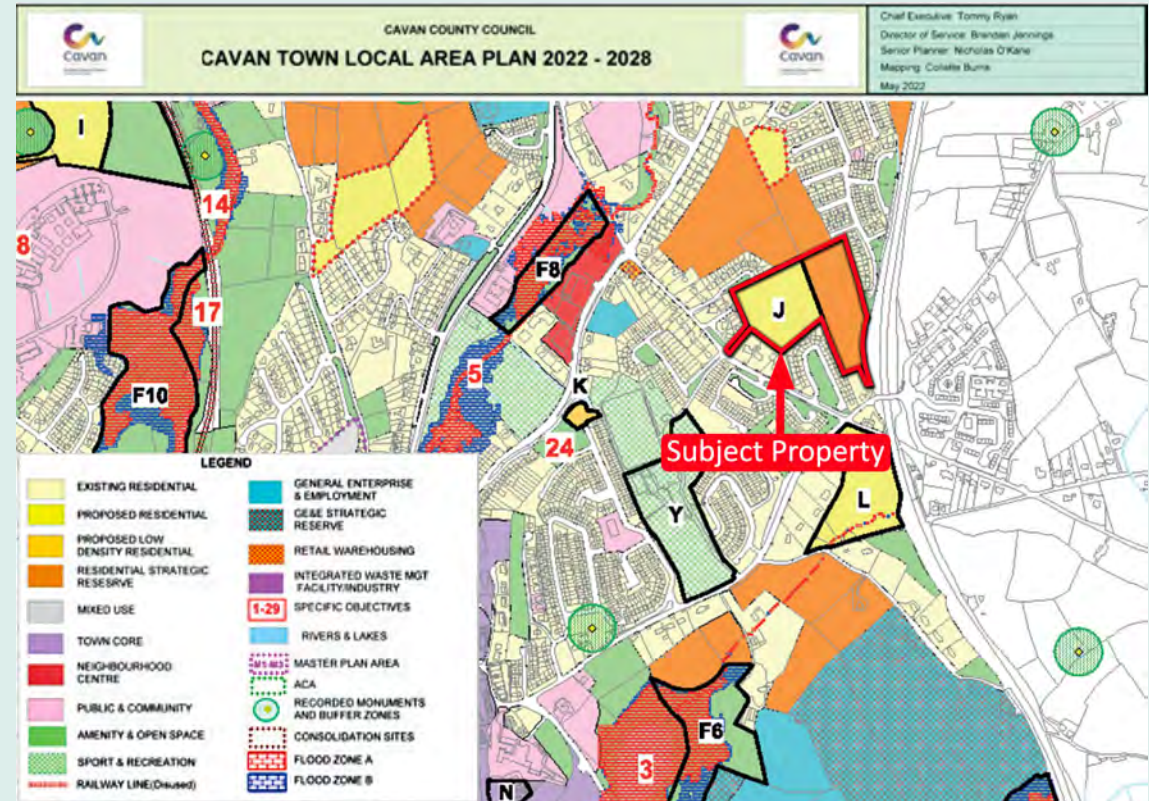 Cavan
CAVAN COUNTY COUNCIL
CAVAN TOWN LOCAL AREA PLAN 2022 - 2028
Cavan
Chief Executive: Tommy Ryan
Director of Service: Brendan Jennings
Senior Planner: Nicholas O'Kane
Mapping: Collette Burns
May 2022
I
14
8
F8
17
J
5
F10
K
24
Subject Property
L
Y
F6
3
N
LEGEND
EXISTING RESIDENTIAL
PROPOSED RESIDENTIAL
PROPOSED LOW
DENSITY RESIDENTIAL
RESIDENTIAL STRATEGIC
RESESRVE
MIXED USE
TOWN CORE
NEIGHBOURHOOD
CENTRE
PUBLIC & COMMUNITY
AMENITY & OPEN SPACE
SPORT & RECREATION
RAILWAY LINE(Disused)
GENERAL ENTERPRISE
& EMPLOYMENT
GE&E STRATEGIC
RESERVE
RETAIL WAREHOUSING
INTEGRATED WASTE MGT
FACILITY/INDUSTRY
1-29 SPECIFIC OBJECTIVES
RIVERS & LAKES
M1-M3 MASTER PLAN AREA
ACA
RECORDED MONUMENTS
AND BUFFER ZONES
CONSOLIDATION SITES
FLOOD ZONE A
FLOOD ZONE B